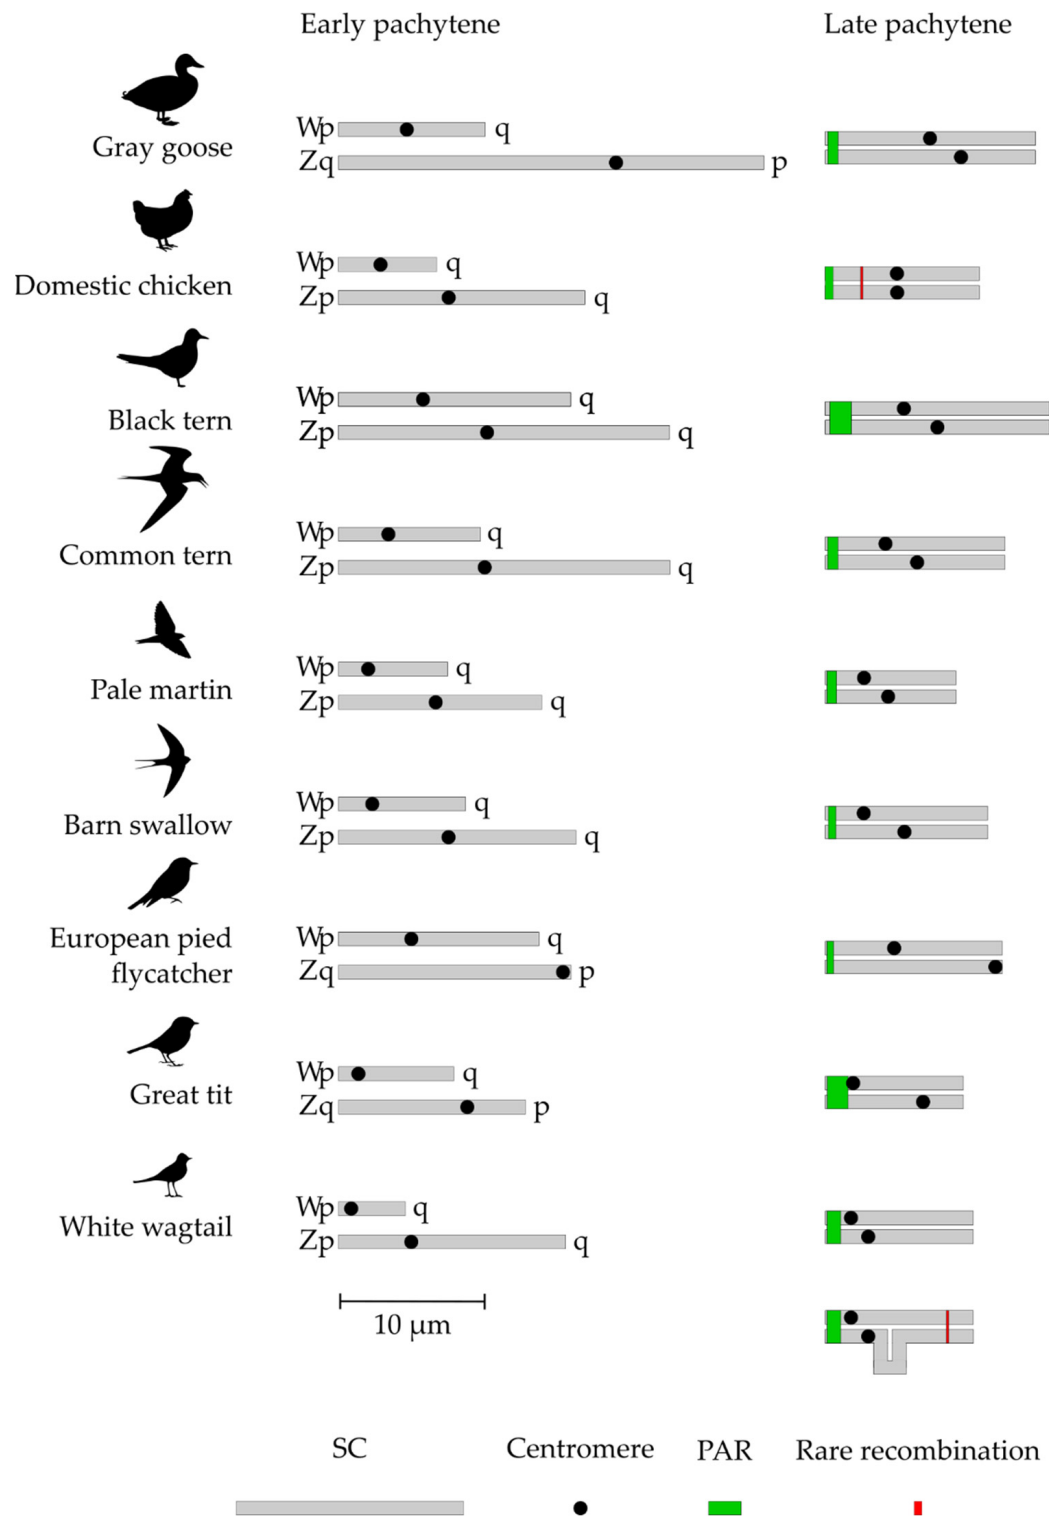 Early pachytene Late pachytene
Gray goose
Wp q
Zq p
Domestic chicken
Wp q
Zp q
Black tern
Wp q
Zp q
Common tern
Wp q
Zp q
Pale martin
Wp q
Zp q
Barn swallow
Wp q
Zp q
European pied
flycatcher
Wp q
Zq p
Great tit
Wp q
Zq p
White wagtail
Wp q
Zp q
10 μm
SC Centromere PAR Rare recombination